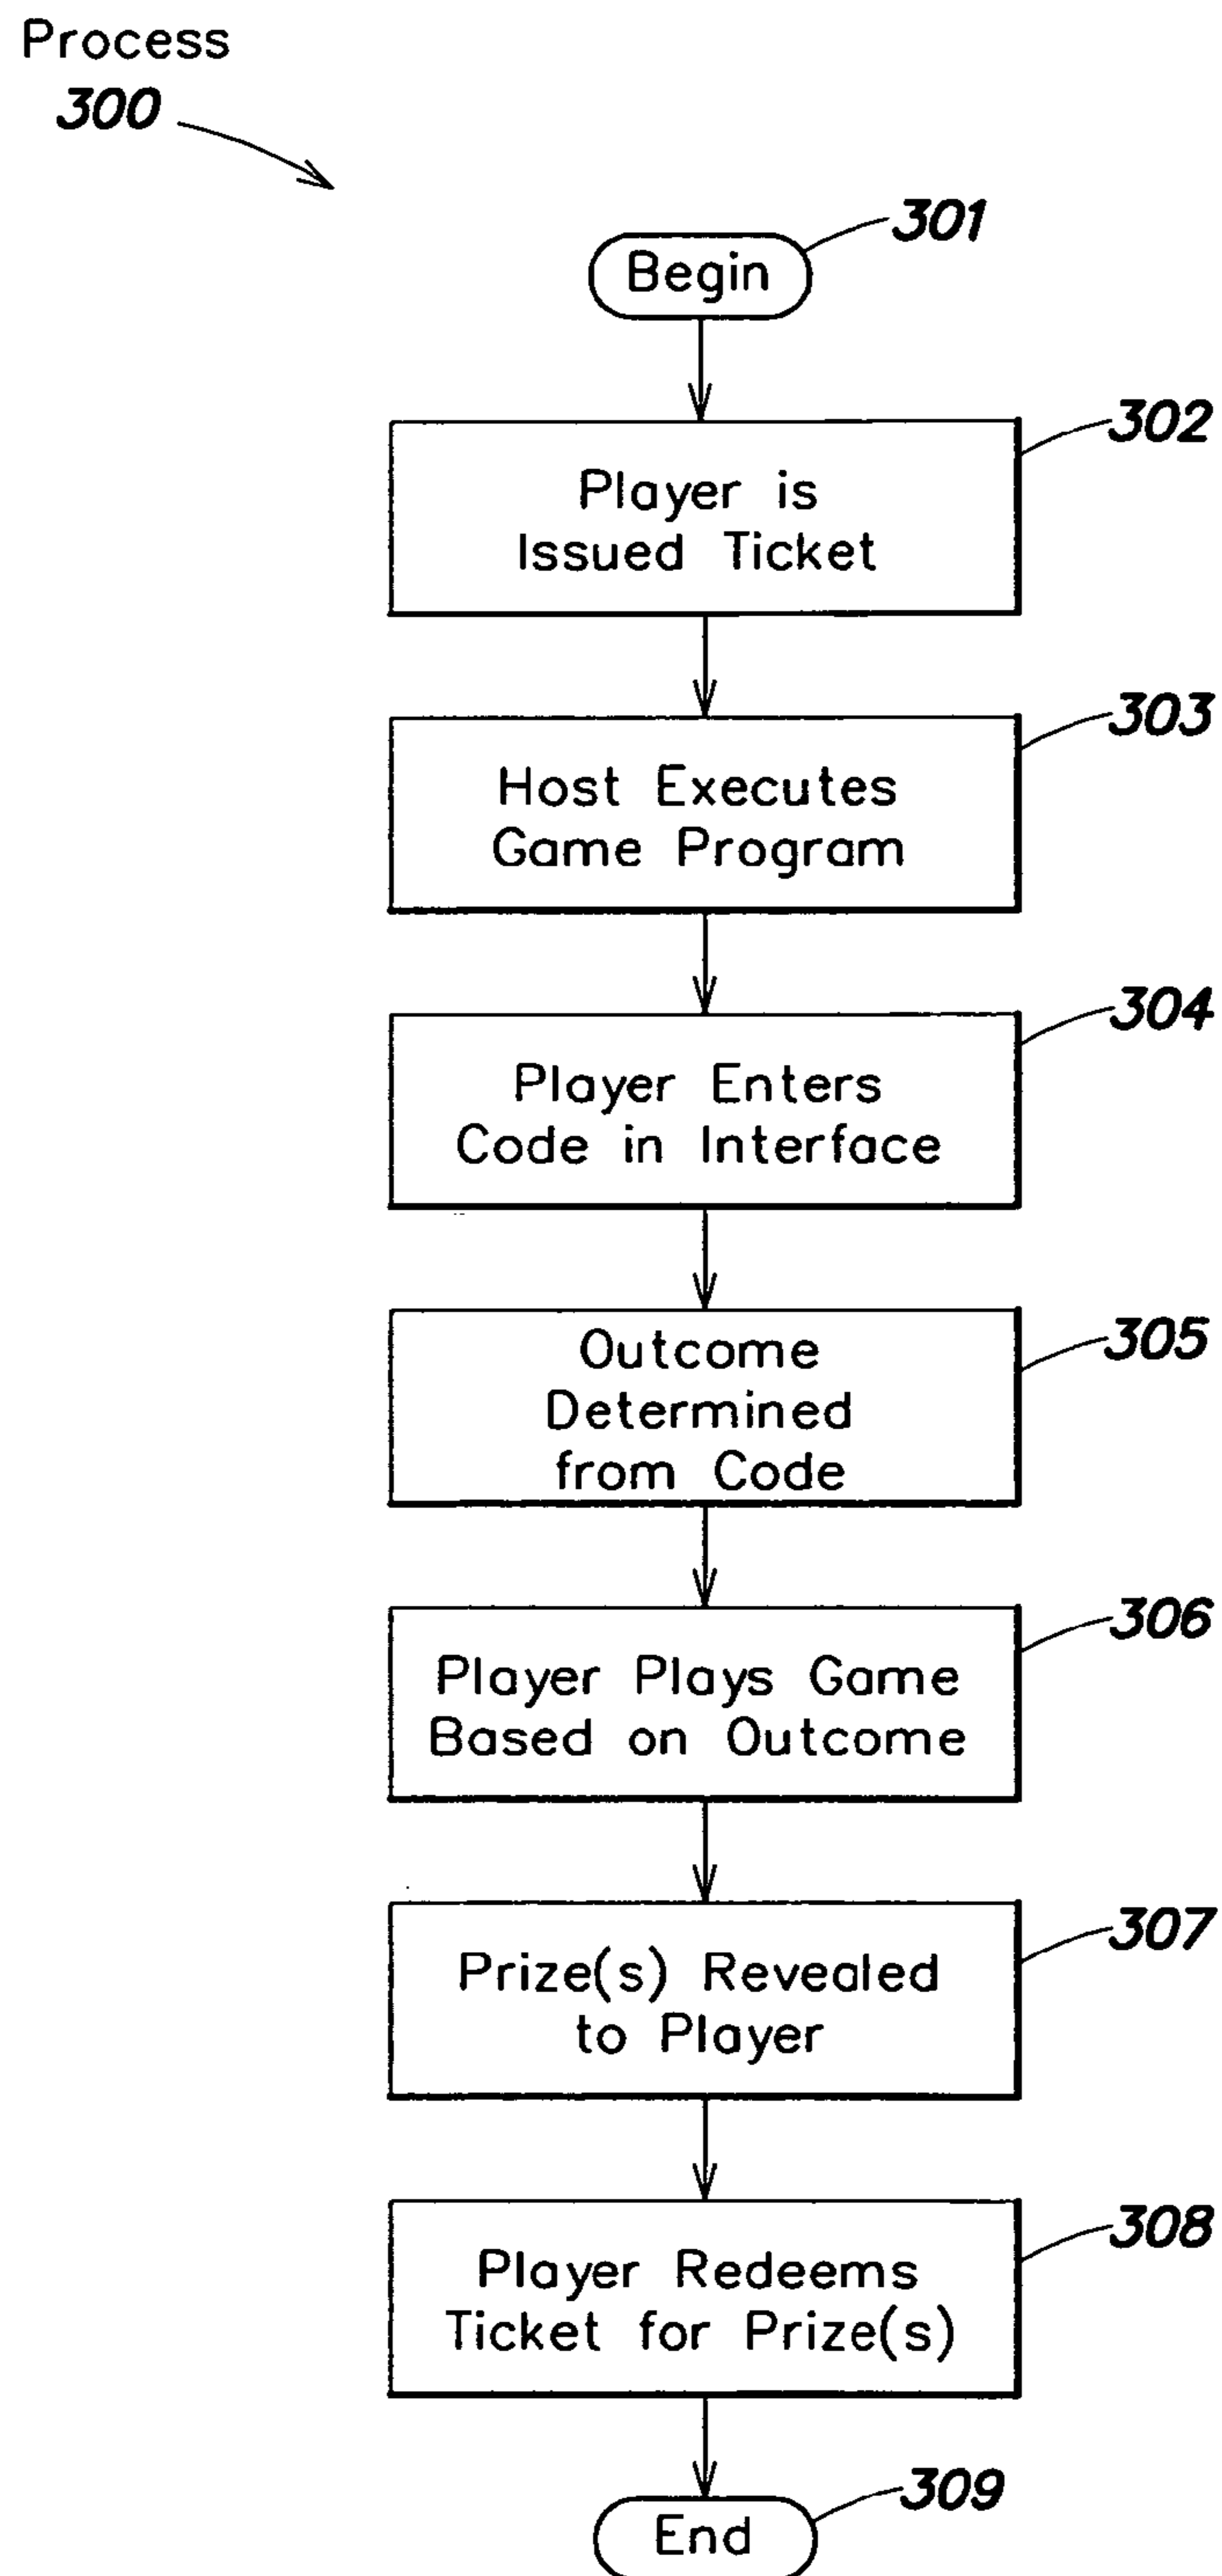 Process
300
301
Begin
302
Player is
Issued Ticket
303
Host Executes
Game Program
304
Player Enters
Code in Interface
305
Outcome
Determined
from Code
306
Player Plays Game
Based on Outcome
307
Prize(s) Revealed
to Player
308
Player Redeems
Ticket for Prize(s)
309
End